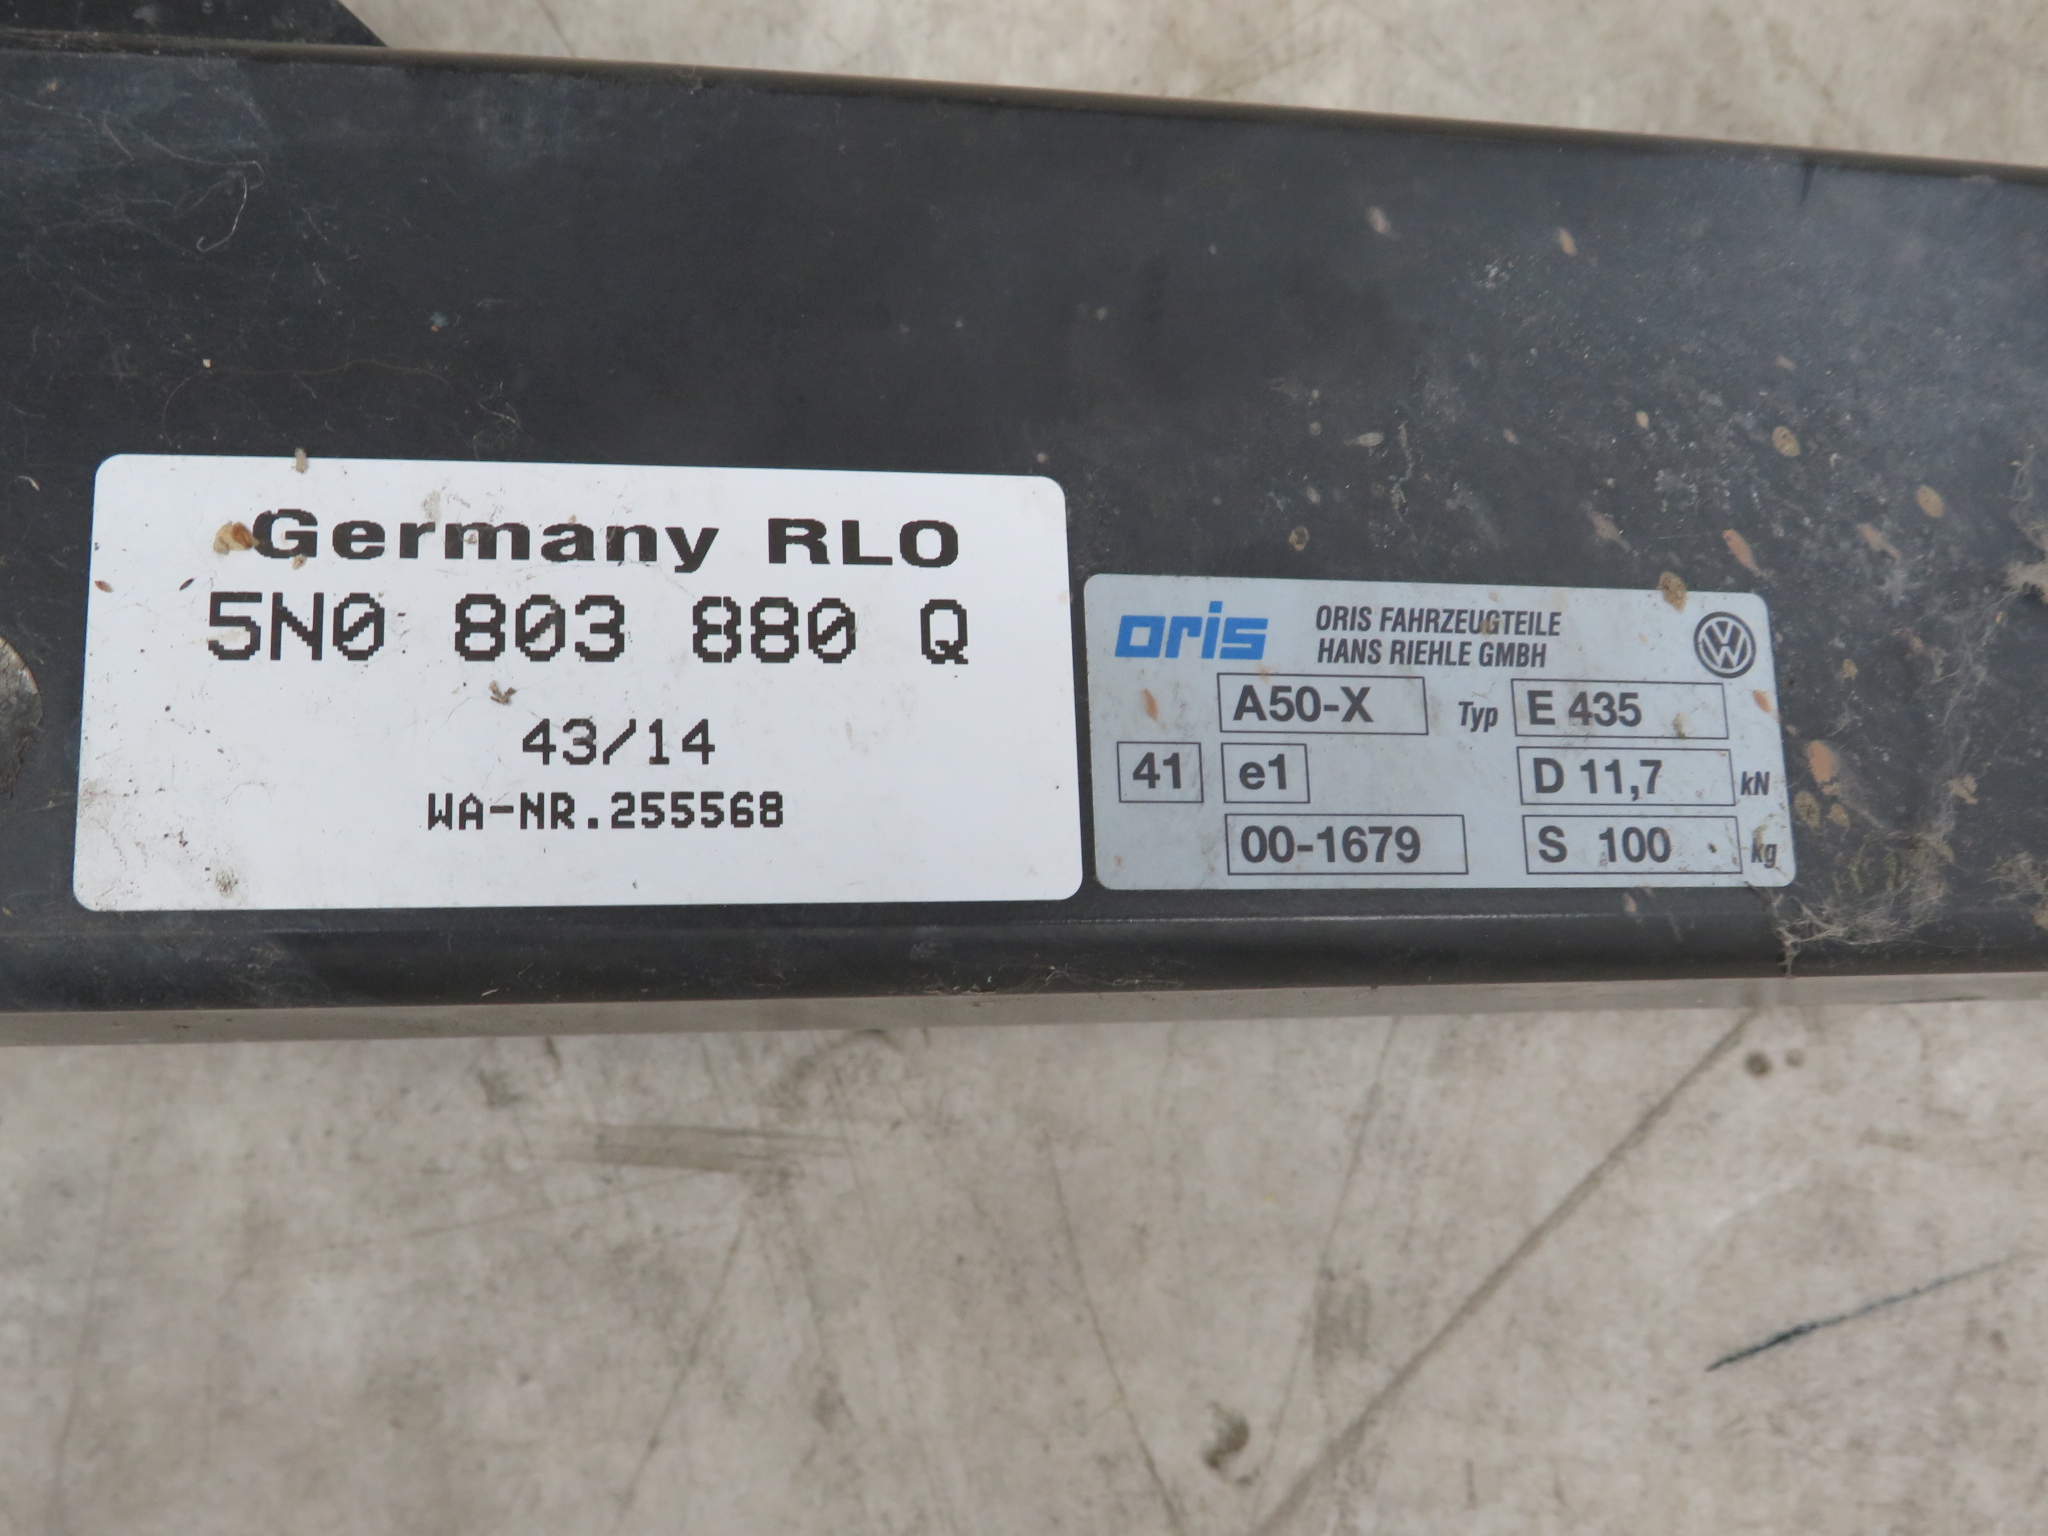 Germany RLO
5N0 803 880 Q
43/14
WA-NR.255568
oris
ORIS FAHRZEUGTEILE
HANS RIEHLE GMBH
A50-X Typ E 435
41 e1 D 11,7 kN
00-1679 S 100 kg